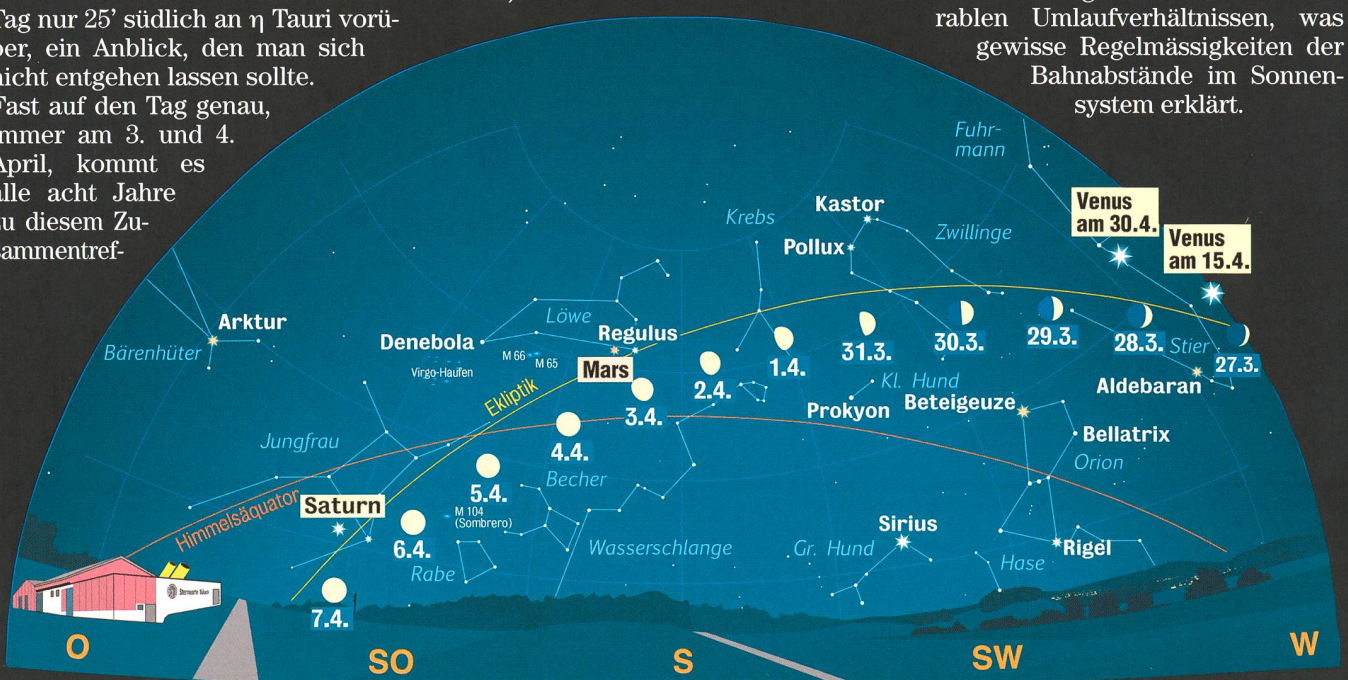 Tag nur 25’ südlich an η Tauri vorü-
ber, ein Anblick, den man sich
nicht entgehen lassen sollte.
Fast auf den Tag genau,
immer am 3. und 4.
April, kommt es
alle acht Jahre
zu diesem Zu-
sammentref-
rablen Umlaufverhältnissen, was
gewisse Regelmässigkeiten der
Bahnabstände im Sonnen-
system erklärt.
Fuhr-
mann
Venus
am 30.4.
Venus
am 15.4.
Kastor
Krebs
Pollux
Zwillinge
Arktur
Bärenhüter
Löwe
Denebola
Regulus
M 66
M 65
Virgo-Haufen
Mars
Ekliptik
27.3.
28.3.
29.3.
30.3.
31.3.
1.4.
2.4.
3.4.
4.4.
5.4.
6.4.
7.4.
Stier
Aldebaran
Kl. Hund
Prokyon
Beteigeuze
Bellatrix
Orion
Jungfrau
Becher
Saturn
Himmelsäquator
M 104
(Sombrero)
Rabe
Wasserschlange
Gr. Hund
Sirius
Hase
Rigel
Sternwarte Bülach
O
SO
S
SW
W